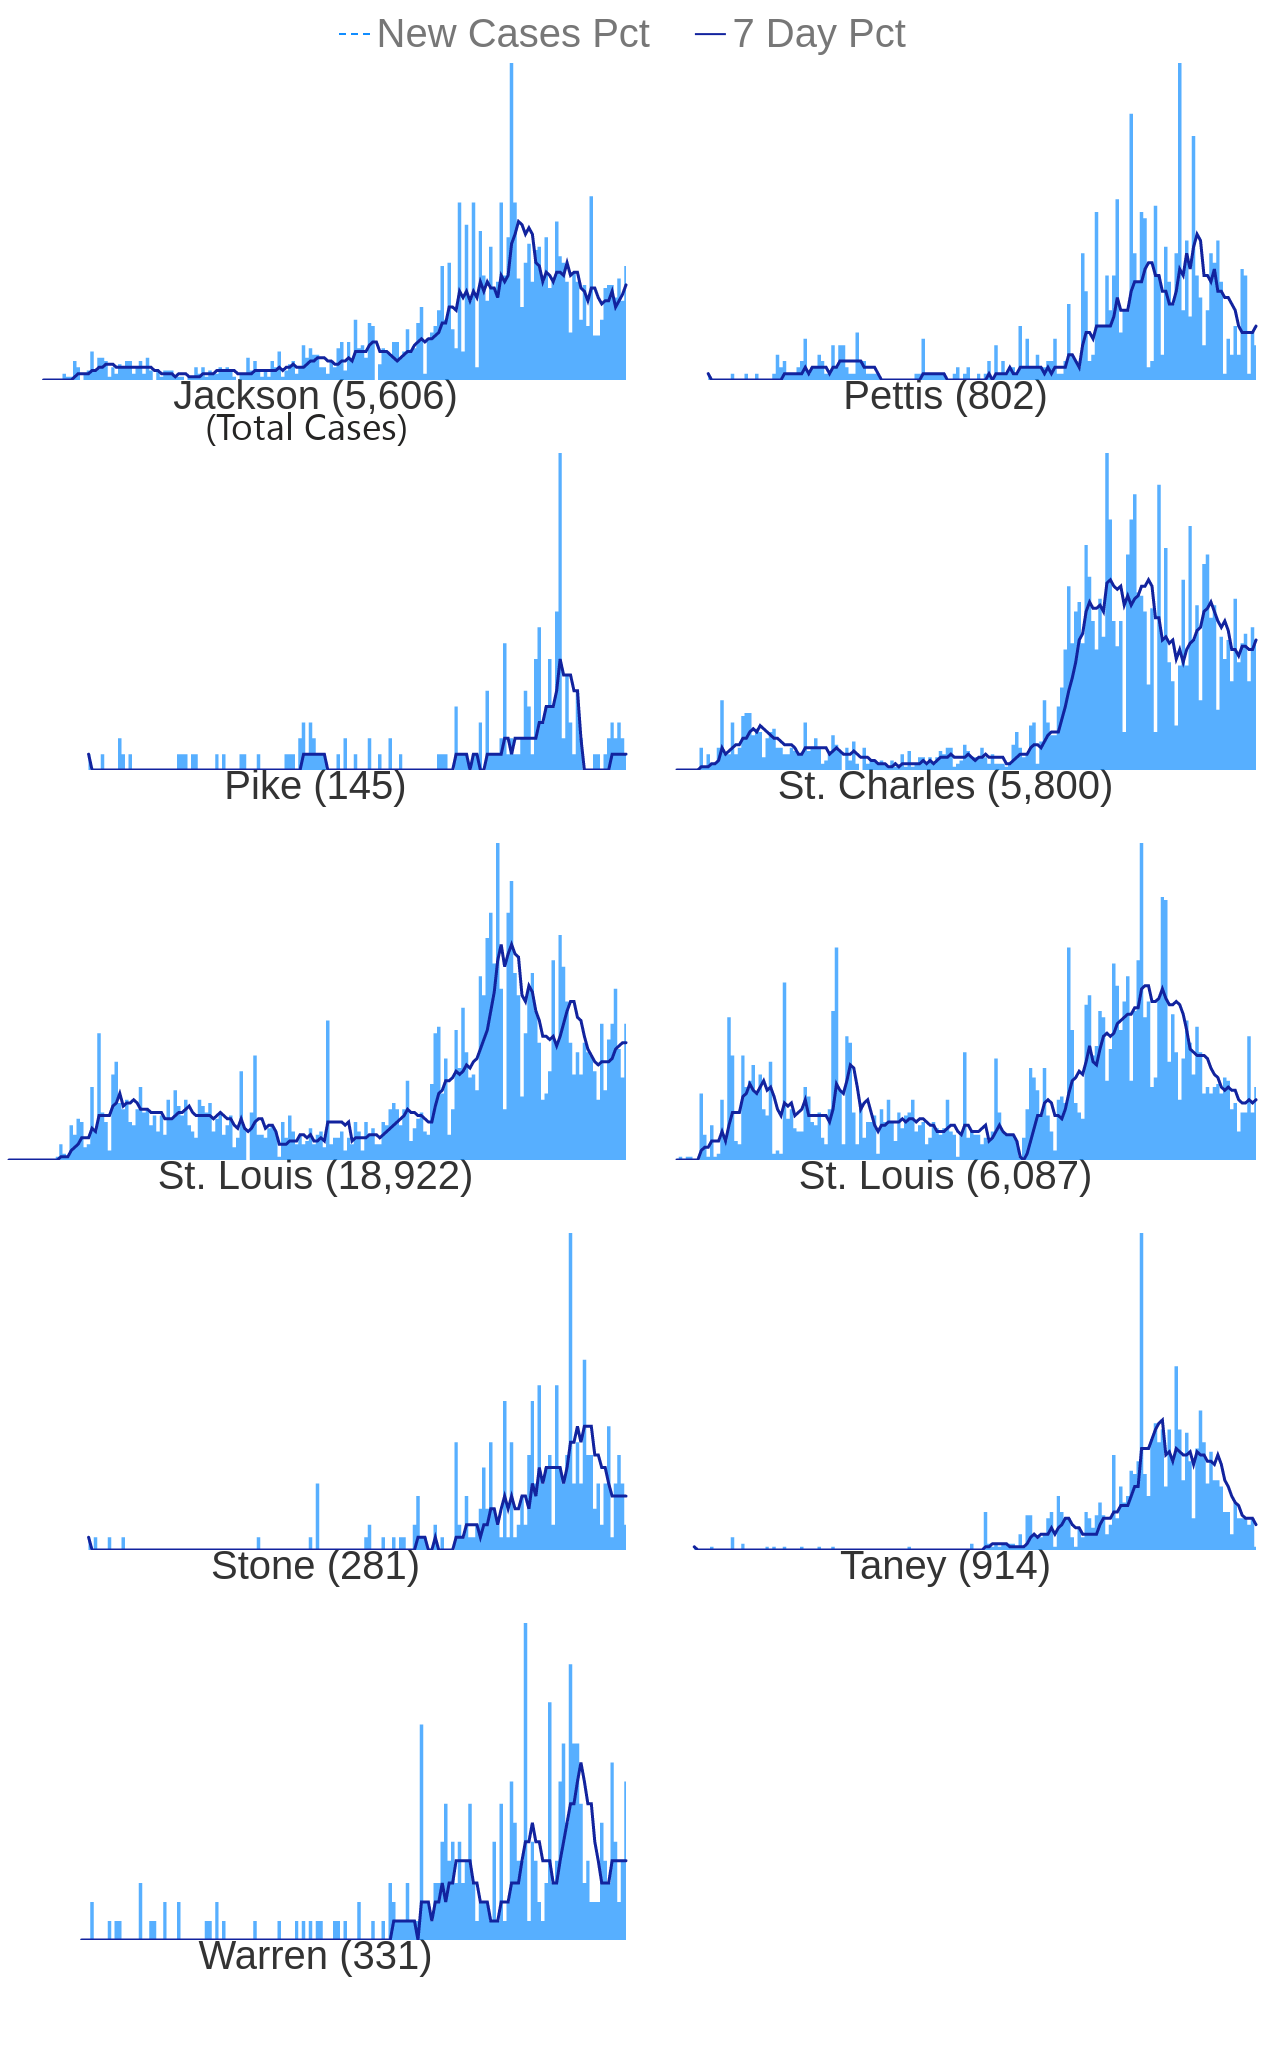 New Cases Pct 7 Day Pct
Jackson (5,606) Pettis (802)
(Total Cases)
Pike (145) St. Charles (5,800)
St. Louis (18,922) St. Louis (6,087)
Stone (281) Taney (914)
Warren (331)